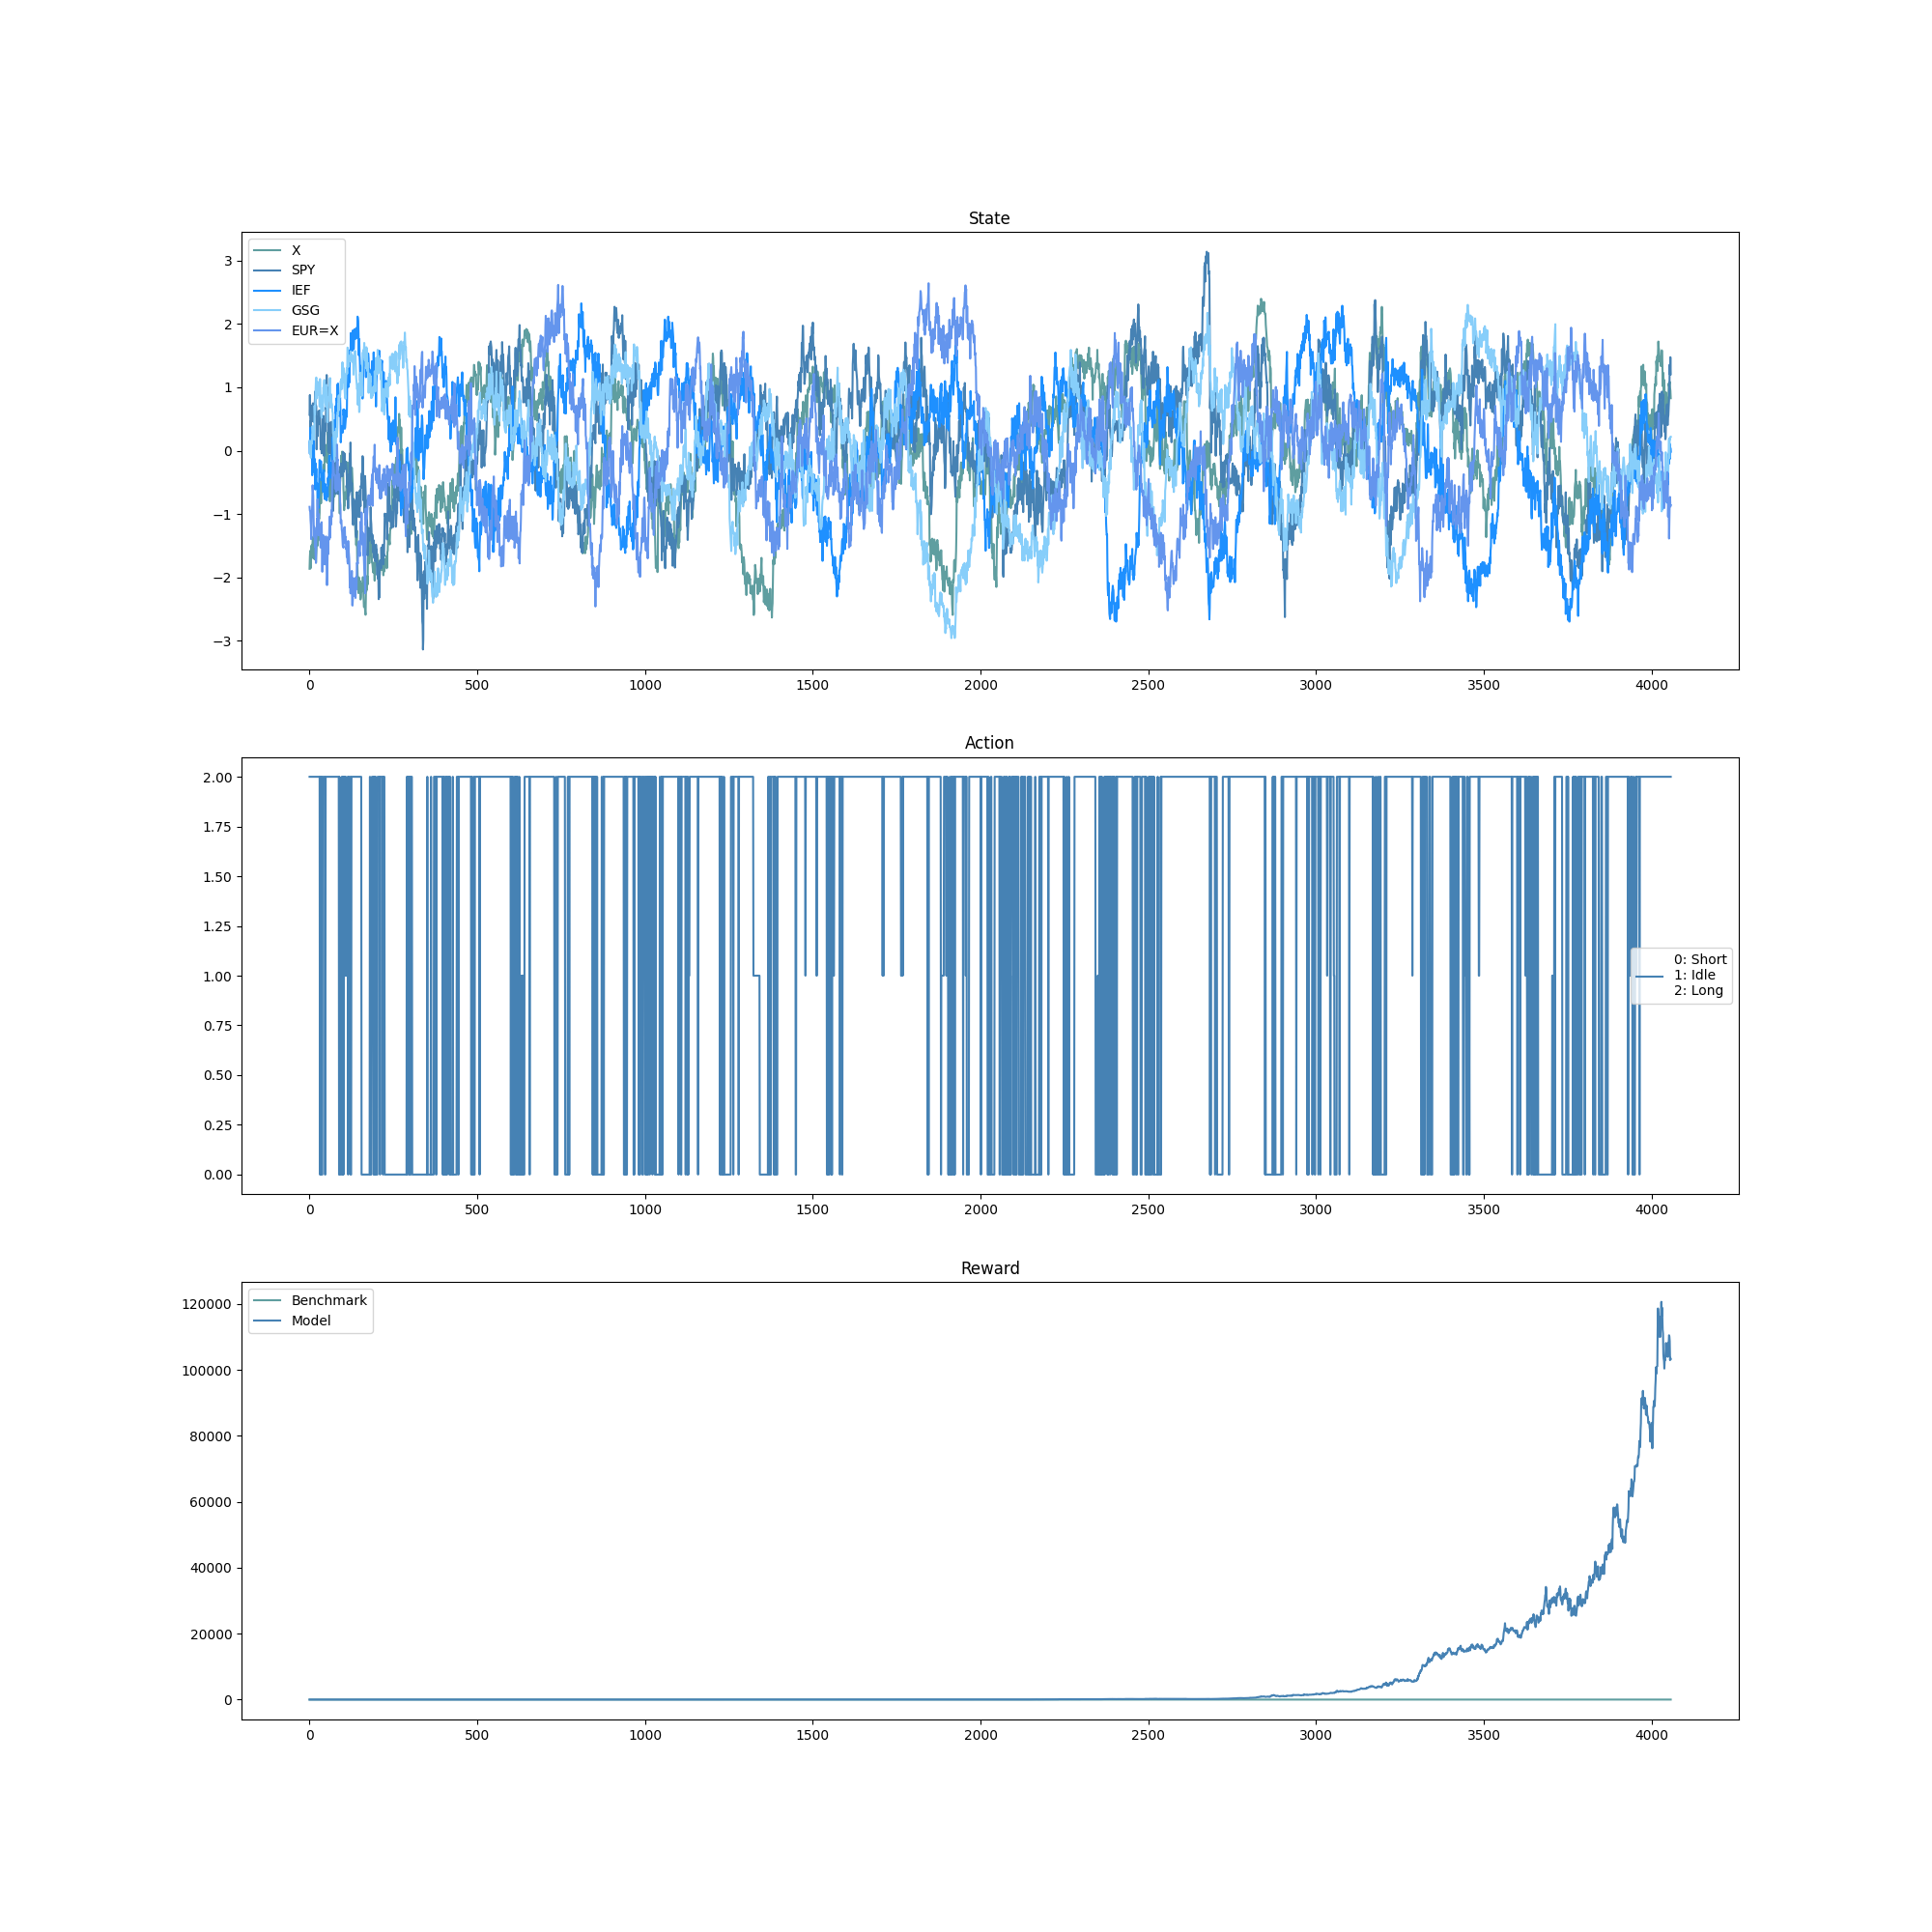 State
X
SPY
IEF
GSG
EUR=X
3
2
1
0
−1
−2
−3
0 500 1000 1500 2000 2500 3000 3500 4000
Action
2.00
1.75
1.50
1.25
1.00
0.75
0.50
0.25
0.00
0: Short
1: Idle
2: Long
0 500 1000 1500 2000 2500 3000 3500 4000
Reward
Benchmark
Model
120000
100000
80000
60000
40000
20000
0
0 500 1000 1500 2000 2500 3000 3500 4000